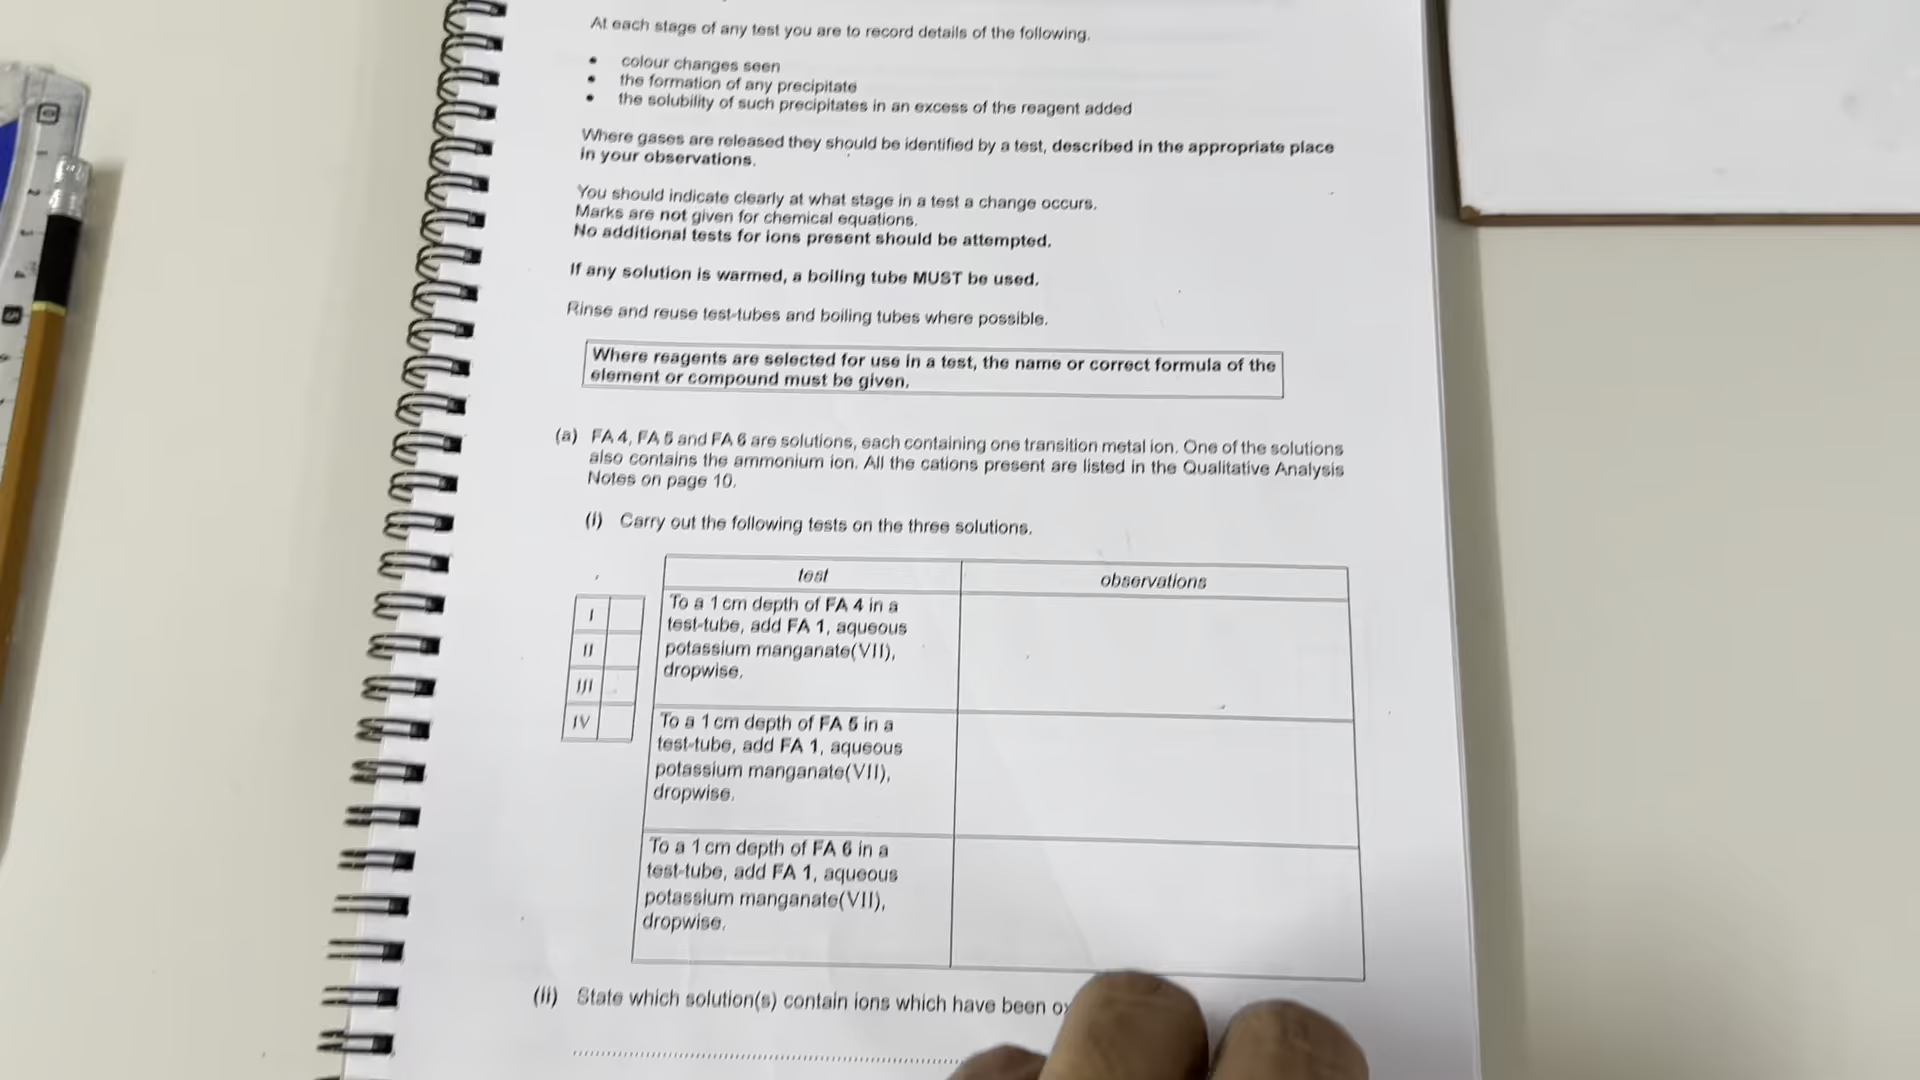 At each stage of any test you are to record details of the following.
• colour changes seen
• the formation of any precipitate
• the solubility of such precipitates in an excess of the reagent added
Where gases are released they should be identified by a test, described in the appropriate place
in your observations.
You should indicate clearly at what stage in a test a change occurs.
Marks are not given for chemical equations.
No additional tests for ions present should be attempted.
If any solution is warmed, a boiling tube MUST be used.
Rinse and reuse test-tubes and boiling tubes where possible.
Where reagents are selected for use in a test, the name or correct formula of the
element or compound must be given.
(a) FA 4, FA 5 and FA 6 are solutions, each containing one transition metal ion. One of the solutions
also contains the ammonium ion. All the cations present are listed in the Qualitative Analysis
Notes on page 10.
(i) Carry out the following tests on the three solutions.
test observations
I
II
III
IV
To a 1 cm depth of FA 4 in a
test-tube, add FA 1, aqueous
potassium manganate(VII),
dropwise.
To a 1 cm depth of FA 5 in a
test-tube, add FA 1, aqueous
potassium manganate(VII),
dropwise.
To a 1 cm depth of FA 6 in a
test-tube, add FA 1, aqueous
potassium manganate(VII),
dropwise.
(ii) State which solution(s) contain ions which have been